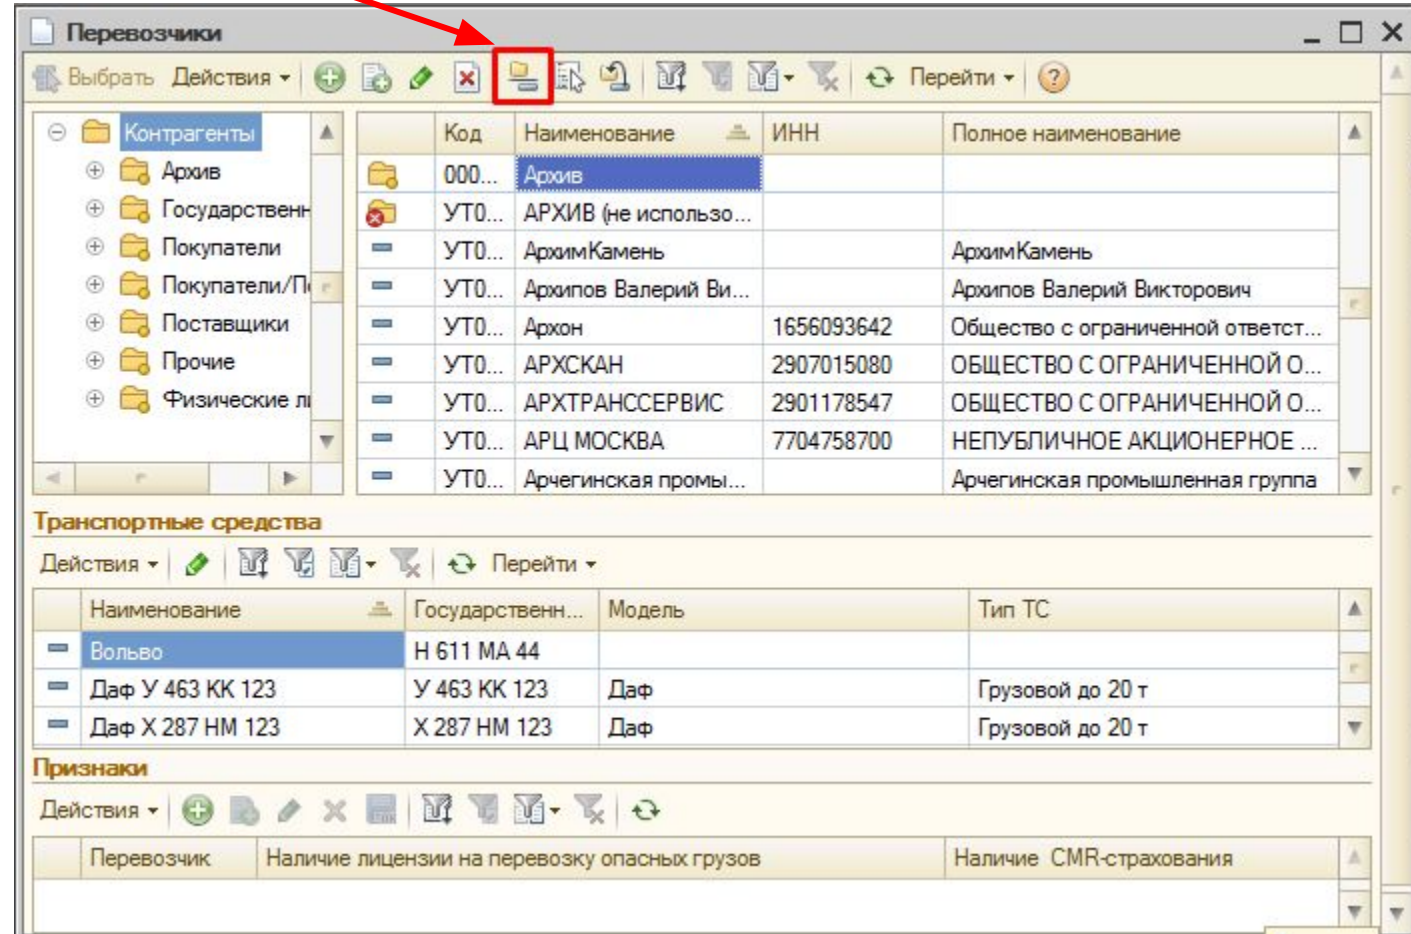 Перевозчики
Выбрать Действия Перейти
Контрагенты
Архив
Государственн
Покупатели
Покупатели/П
Поставщики
Прочие
Физические ли
Код Наименование ИНН Полное наименование
000... Архив
УТ0... АРХИВ (не использо...
УТ0... АрхимКамень АрхимКамень
УТ0... Архипов Валерий Ви... Архипов Валерий Викторович
УТ0... Архон 1656093642 Общество с ограниченной ответст...
УТ0... АРХСКАН 2907015080 ОБЩЕСТВО С ОГРАНИЧЕННОЙ О...
УТ0... АРХТРАНССЕРВИС 2901178547 ОБЩЕСТВО С ОГРАНИЧЕННОЙ О...
УТ0... АРЦ МОСКВА 7704758700 НЕПУБЛИЧНОЕ АКЦИОНЕРНОЕ ...
УТ0... Арчегинская промы... Арчегинская промышленная группа
Транспортные средства
Действия Перейти
Наименование Государственн... Модель Тип ТС
Вольво Н 611 МА 44
Даф У 463 КК 123 У 463 КК 123 Даф Грузовой до 20 т
Даф Х 287 НМ 123 Х 287 НМ 123 Даф Грузовой до 20 т
Признаки
Действия
Перевозчик Наличие лицензии на перевозку опасных грузов Наличие CMR-страхования